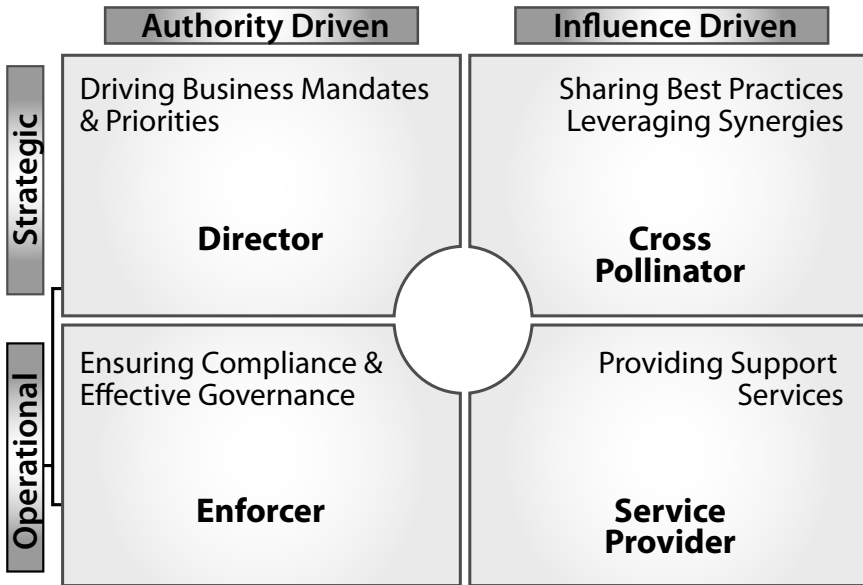 Authority Driven
Influence Driven
Strategic
Driving Business Mandates
& Priorities
Director
Sharing Best Practices
Leveraging Synergies
Cross
Pollinator
Operational
Ensuring Compliance &
Effective Governance
Enforcer
Providing Support
Services
Service
Provider